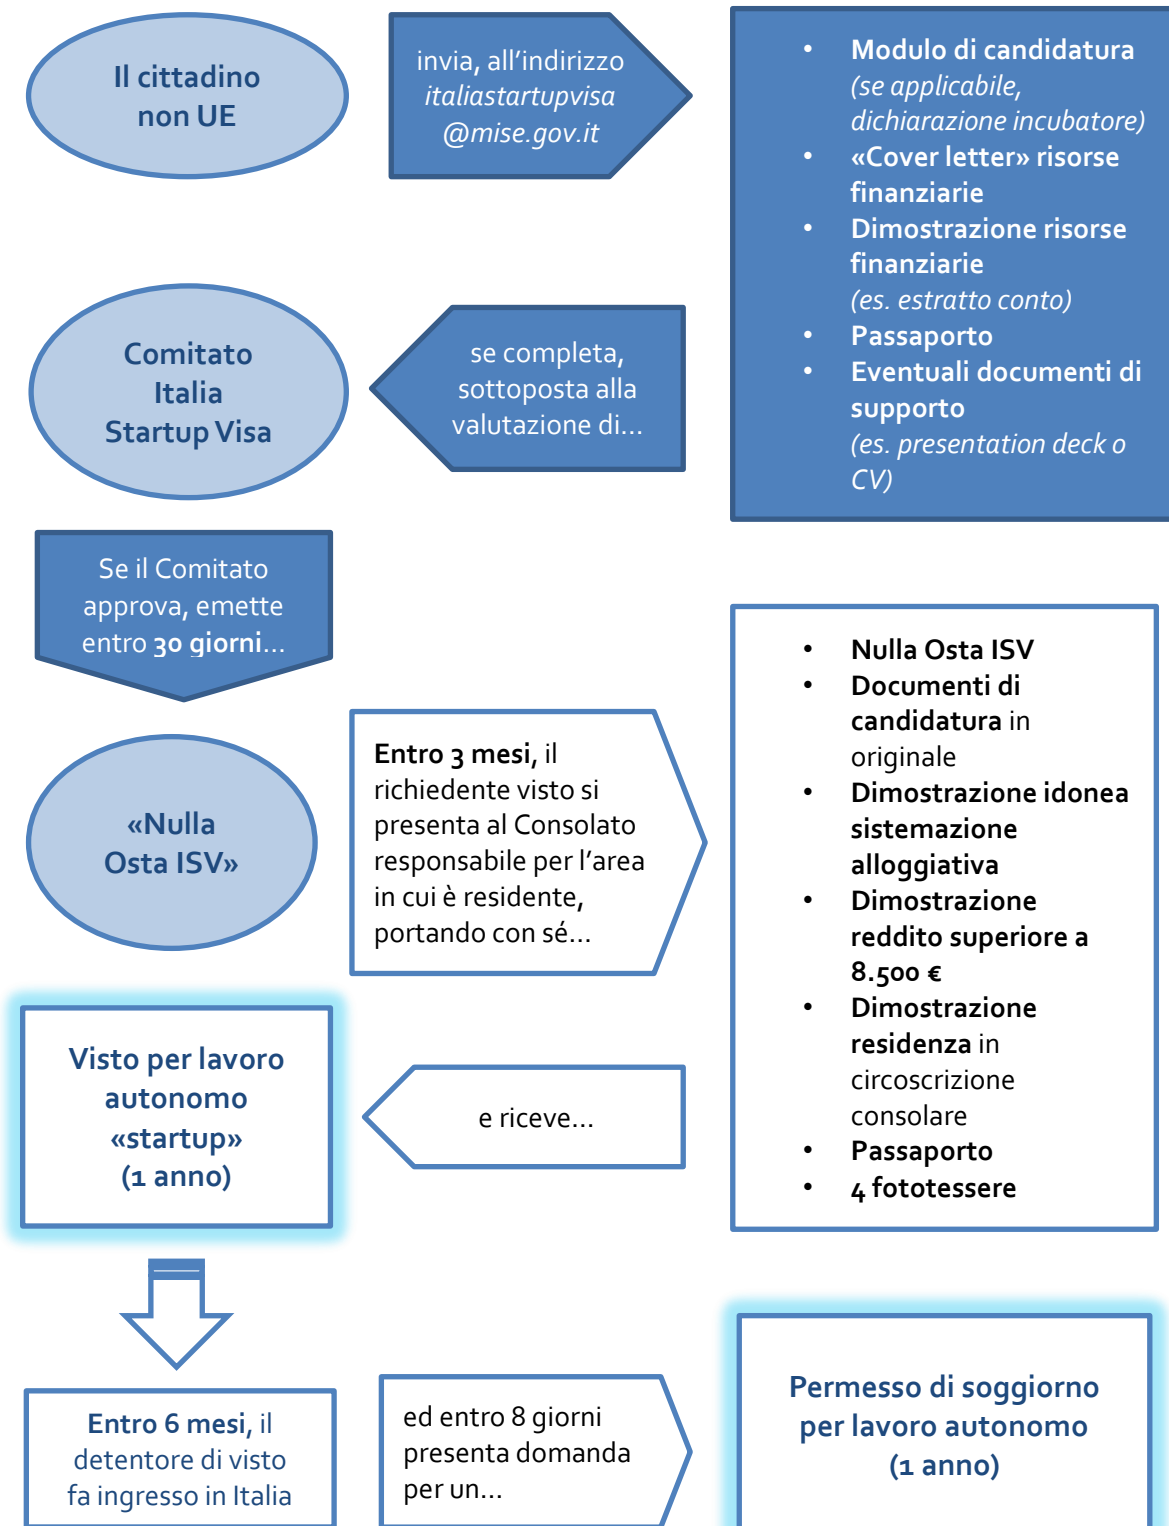 Il cittadino
non UE
invia, all’indirizzo
italiastartupvisa
@mise.gov.it
• Modulo di candidatura
(se applicabile,
dichiarazione incubatore)
• «Cover letter» risorse
finanziarie
• Dimostrazione risorse
finanziarie
(es. estratto conto)
• Passaporto
• Eventuali documenti di
supporto
(es. presentation deck o
CV)
se completa,
sottoposta alla
valutazione di…
Comitato
Italia
Startup Visa
Se il Comitato
approva, emette
entro 30 giorni…
«Nulla
Osta ISV»
Entro 3 mesi, il
richiedente visto si
presenta al Consolato
responsabile per l’area
in cui è residente,
portando con sé…
• Nulla Osta ISV
• Documenti di
candidatura in
originale
• Dimostrazione idonea
sistemazione
alloggiativa
• Dimostrazione
reddito superiore a
8.500 €
• Dimostrazione
residenza in
circoscrizione
consolare
• Passaporto
• 4 fototessere
e riceve…
Visto per lavoro
autonomo
«startup»
(1 anno)
Entro 6 mesi, il
detentore di visto
fa ingresso in Italia
ed entro 8 giorni
presenta domanda
per un…
Permesso di soggiorno
per lavoro autonomo
(1 anno)